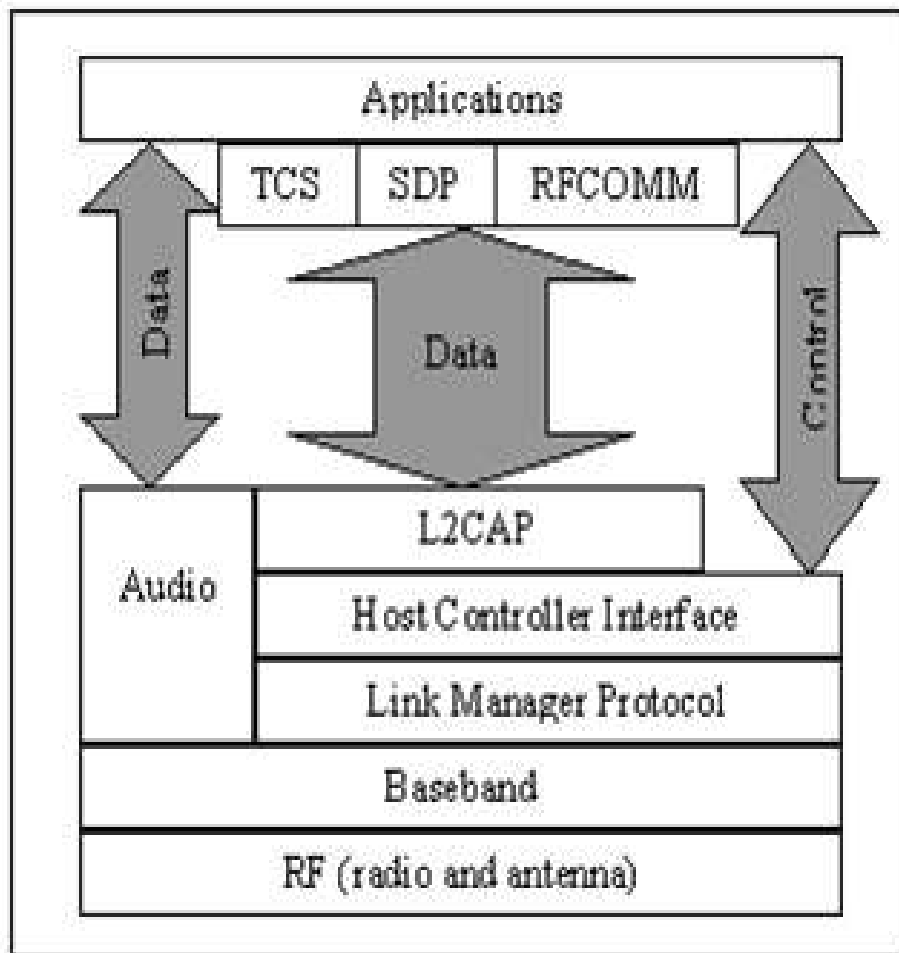 Applications
TCS SDP RFCOMM
Data
Data
Control
L2CAP
Audio
Host Controller Interface
Link Manager Protocol
Baseband
RF (radio and antenna)